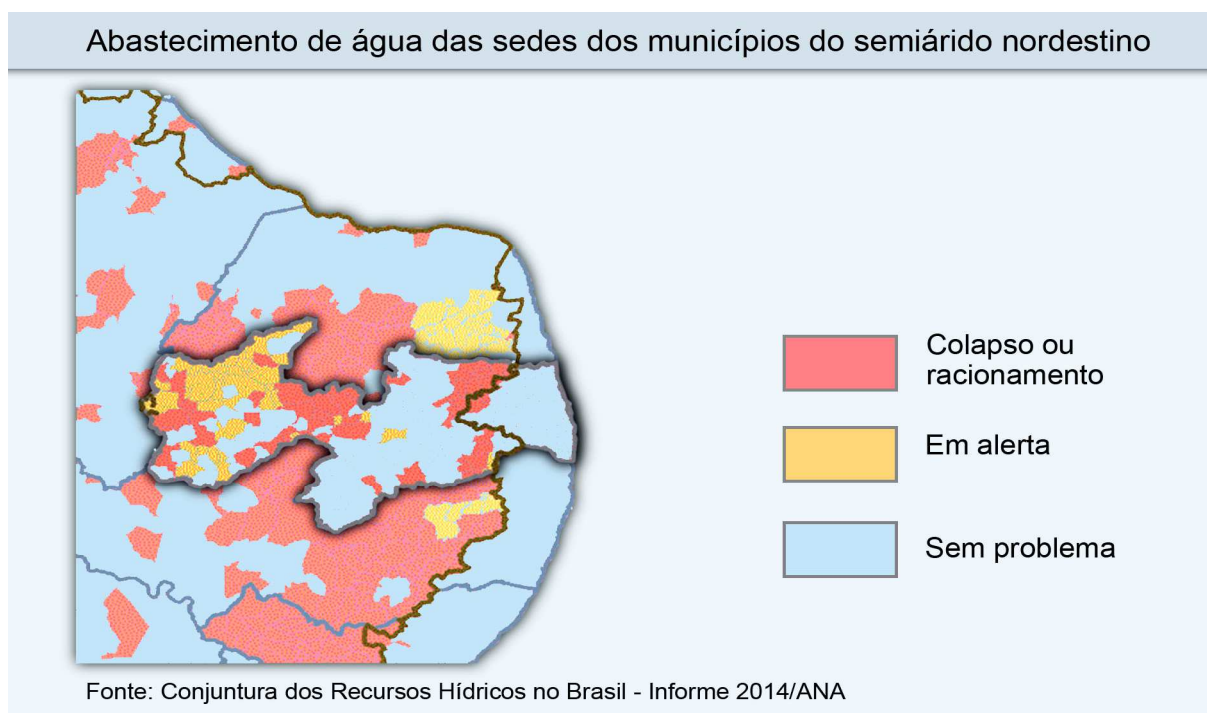 Abastecimento de água das sedes dos municípios do semiárido nordestino
Colapso ou
racionamento
Em alerta
Sem problema
Fonte: Conjuntura dos Recursos Hídricos no Brasil - Informe 2014/ANA